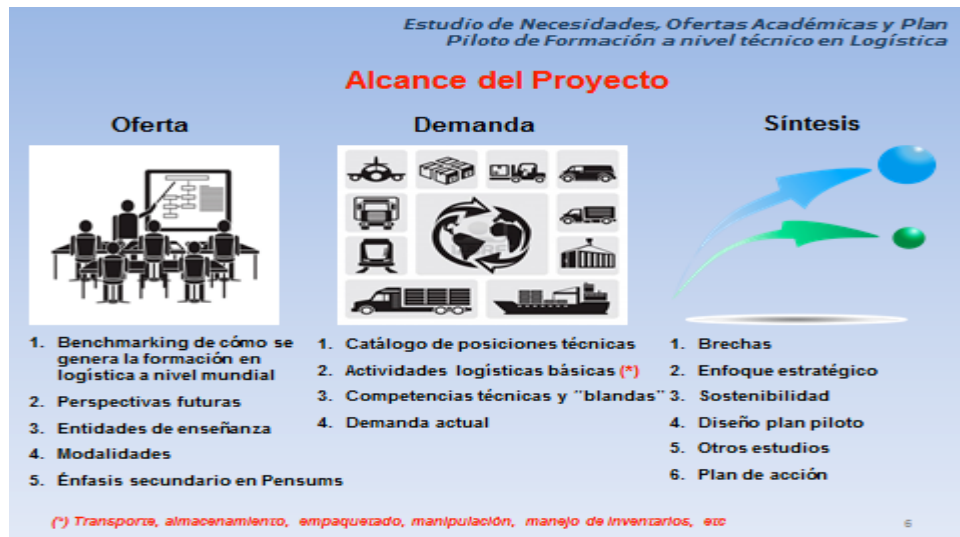 Estudio de Necesidades, Ofertas Académicas y Plan
Piloto de Formación a nivel técnico en Logística
Alcance del Proyecto
Oferta
1. Benchmarking de cómo se
genera la formación en
logística a nivel mundial
2. Perspectivas futuras
3. Entidades de enseñanza
4. Modalidades
5. Énfasis secundario en Pensums
Demanda
1. Catálogo de posiciones técnicas
2. Actividades logísticas básicas (*)
3. Competencias técnicas y ¨blandas¨
4. Demanda actual
Síntesis
1. Brechas
2. Enfoque estratégico
3. Sostenibilidad
4. Diseño plan piloto
5. Otros estudios
6. Plan de acción
(*) Transporte, almacenamiento, empaquetado, manipulación, manejo de inventarios, etc
6